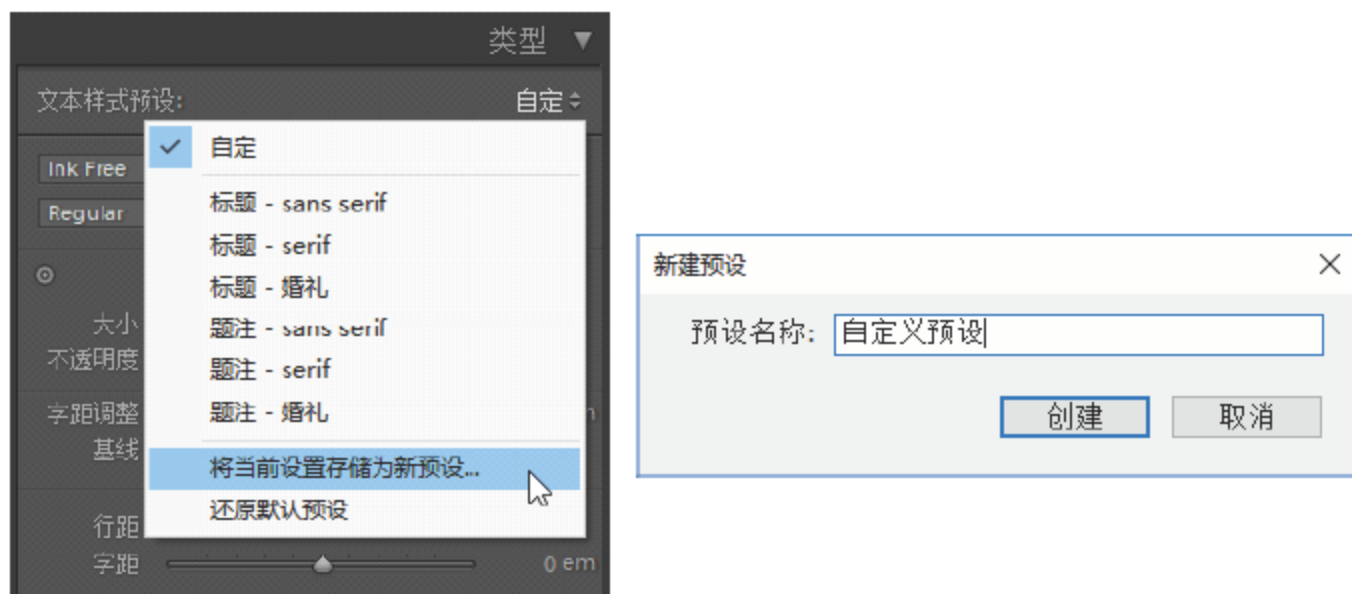 类型
文本样式预设: 自定
自定
Ink Free
标题 - sans serif
Regular
标题 - serif
标题 - 婚礼
大小
题注 - sans serif
不透明度
题注 - serif
字距调整
题注 - 婚礼
基线
将当前设置存储为新预设...
还原默认预设
行距
字距 0 em
新建预设
预设名称: 自定义预设
创建 取消